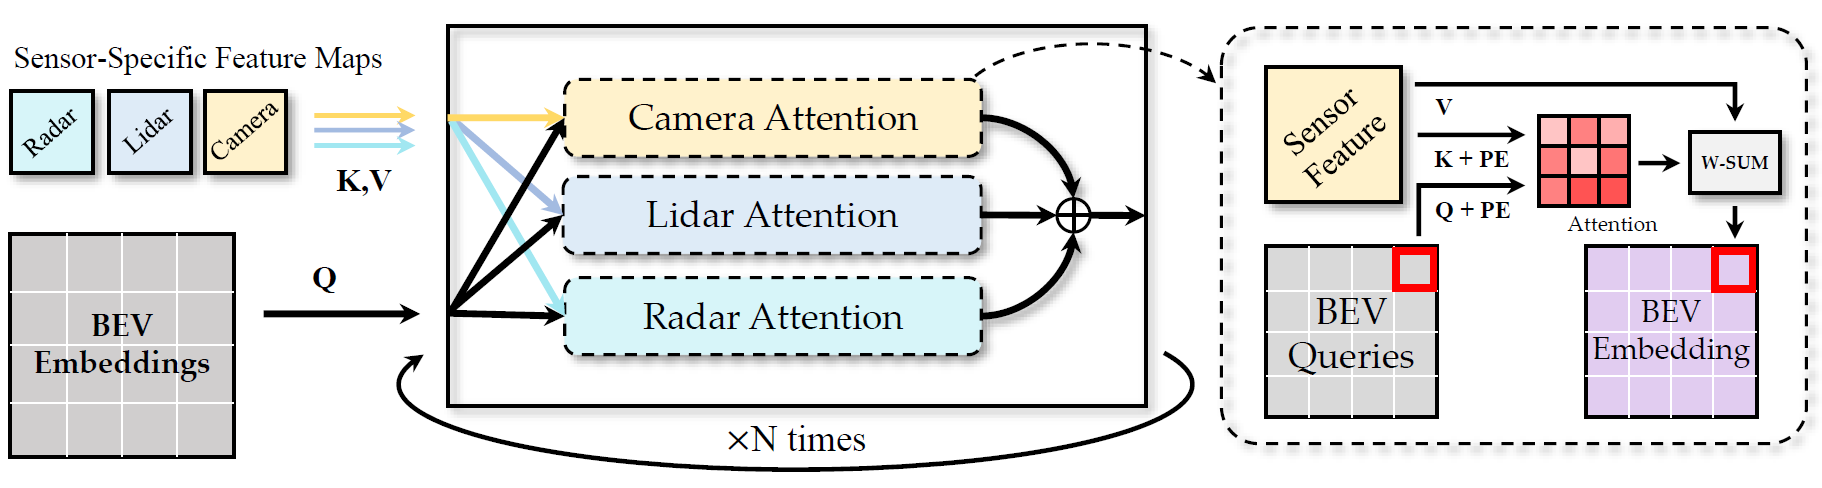 Sensor-Specific Feature Maps
Radar
Lidar
Camera
K,V
BEV
Embeddings
Q
Camera Attention
Lidar Attention
Radar Attention
×N times
Sensor
Feature
V
K + PE
Q + PE
Attention
W-SUM
BEV
Queries
BEV
Embedding